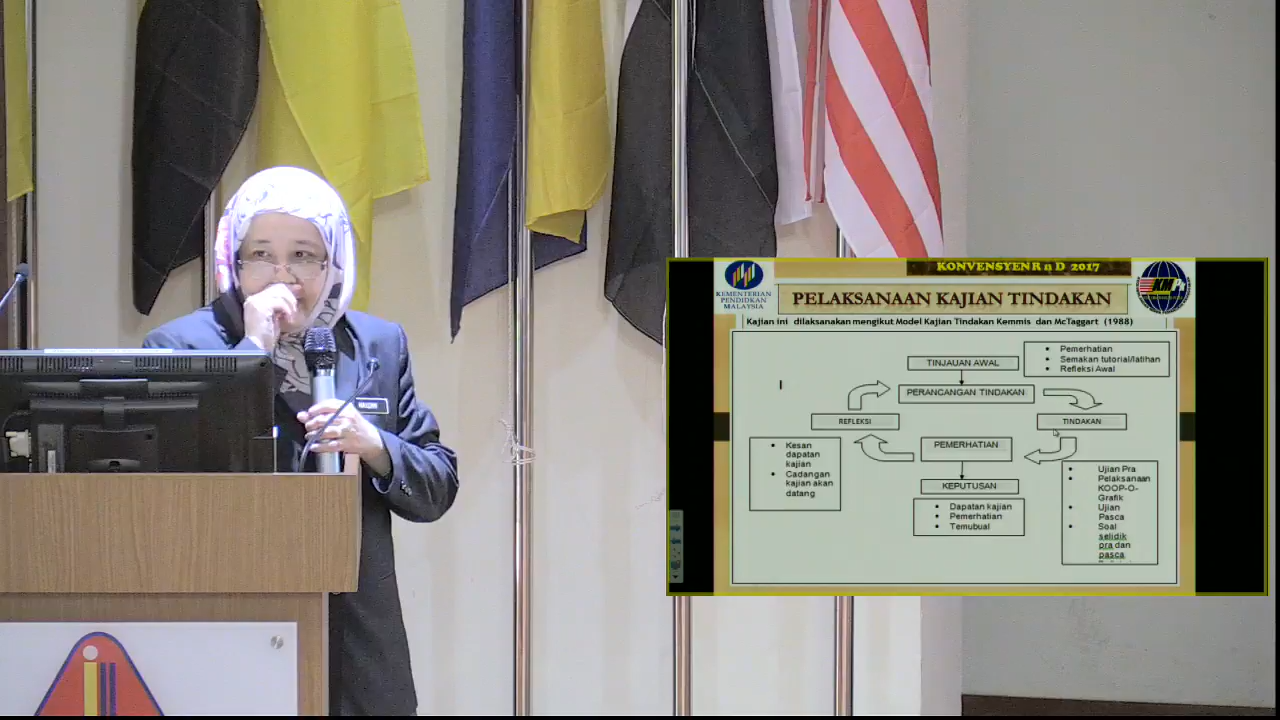 KONVENSYEN R n D 2017
KEMENTERIAN
PENDIDIKAN
MALAYSIA
PELAKSANAAN KAJIAN TINDAKAN
Kajian ini dilaksanakan mengikut Model Kajian Tindakan Kemmis dan McTaggart (1988)
TINJAUAN AWAL
• Pemerhatian
• Semakan tutorial/latihan
• Refleksi Awal
PERANCANGAN TINDAKAN
REFLEKSI
TINDAKAN
• Kesan
dapatan
kajian
• Cadangan
kajian akan
datang
PEMERHATIAN
KEPUTUSAN
• Dapatan kajian
• Pemerhatian
• Temubual
• Ujian Pra
• Pelaksanaan
KOOP-O-
Grafik
• Ujian
Pasca
• Soal
selidik
pra dan
pasca